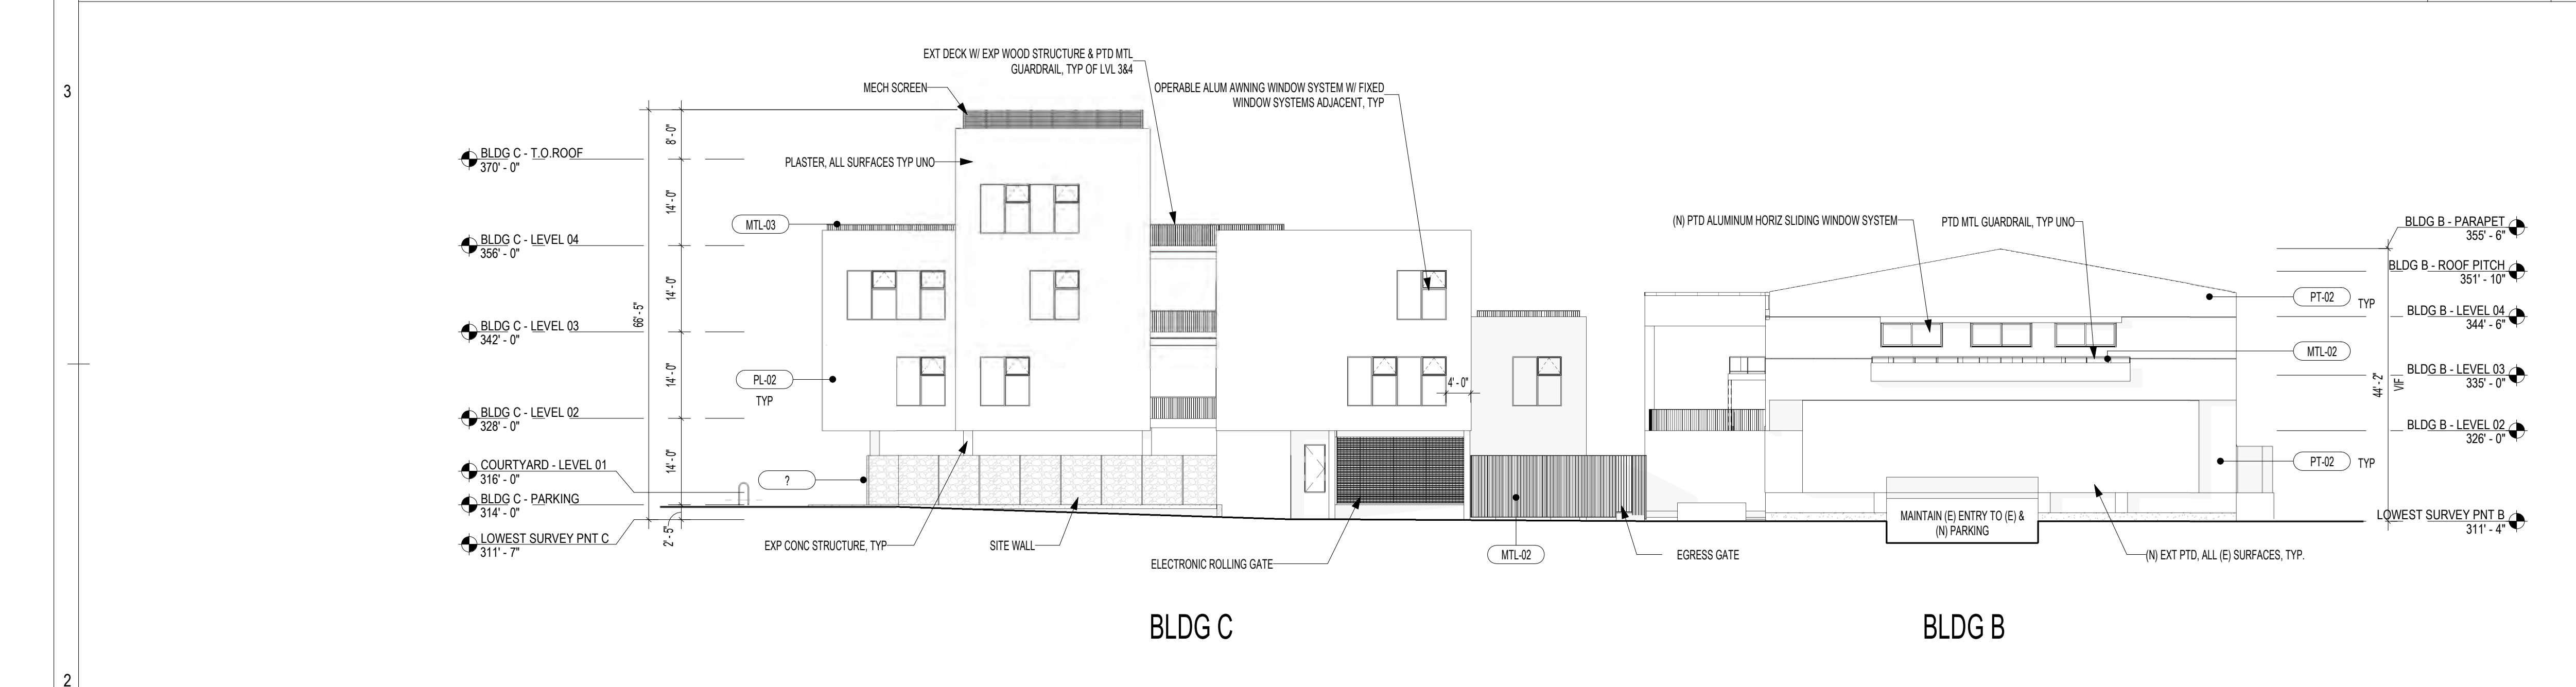 3
EXT DECK W/ EXP WOOD STRUCTURE & PTD MTL
GUARDRAIL, TYP OF LVL 3&4
MECH SCREEN
OPERABLE ALUM AWNING WINDOW SYSTEM W/ FIXED
WINDOW SYSTEMS ADJACENT, TYP
PLASTER, ALL SURFACES TYP UNO
BLDG C - T.O.ROOF
370' - 0"
BLDG C - LEVEL 04
356' - 0"
BLDG C - LEVEL 03
342' - 0"
BLDG C - LEVEL 02
328' - 0"
COURTYARD - LEVEL 01
316' - 0"
BLDG C - PARKING
314' - 0"
LOWEST SURVEY PNT C
311' - 7"
66' - 5"
8' - 0"
14' - 0"
14' - 0"
14' - 0"
14' - 0"
2' - 5"
MTL-03
PL-02
TYP
?
EXP CONC STRUCTURE, TYP
SITE WALL
ELECTRONIC ROLLING GATE
4' - 0"
MTL-02
EGRESS GATE
(N) PTD ALUMINUM HORIZ SLIDING WINDOW SYSTEM
PTD MTL GUARDRAIL, TYP UNO
MAINTAIN (E) ENTRY TO (E) &
(N) PARKING
(N) EXT PTD, ALL (E) SURFACES, TYP.
PT-02
TYP
MTL-02
PT-02
TYP
44' - 2"
VIF
BLDG B - PARAPET
355' - 6"
BLDG B - ROOF PITCH
351' - 10"
BLDG B - LEVEL 04
344' - 6"
BLDG B - LEVEL 03
335' - 0"
BLDG B - LEVEL 02
326' - 0"
LOWEST SURVEY PNT B
311' - 4"
BLDG C
BLDG B
2